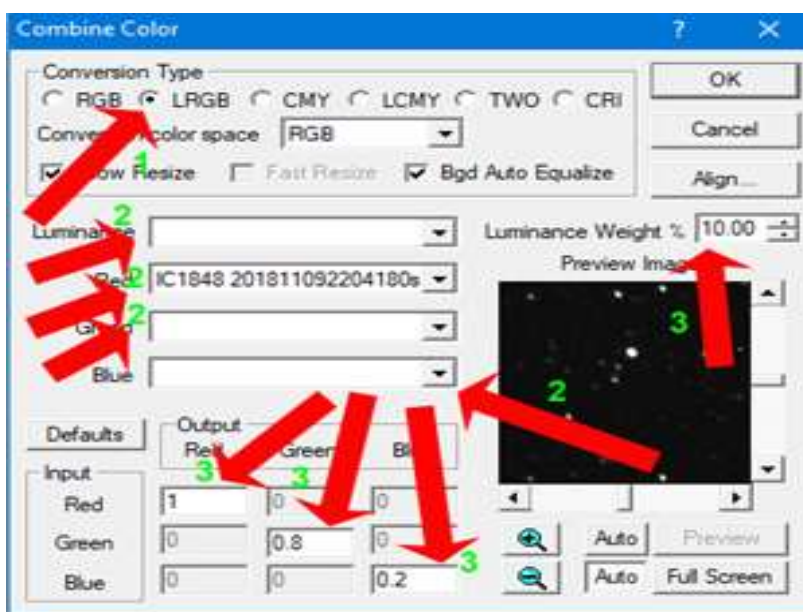 Combine Color ? ×
Conversion Type
RGB LRGB CMY LCMY TWO CRI
OK
color space RGB
Cancel
Resize Fast Resize Bgd Auto Equalize
Align...
1
2
Luminance
Luminance Weight % 10.00
2
IC1848 201811092204180s
Preview
3
2
Blue
2
Defaults
Output
Green
3
3
Input
Red 1 0 0
Green 0 0.8 0
Auto Preview
3
Blue 0 0 0.2
Auto Full Screen